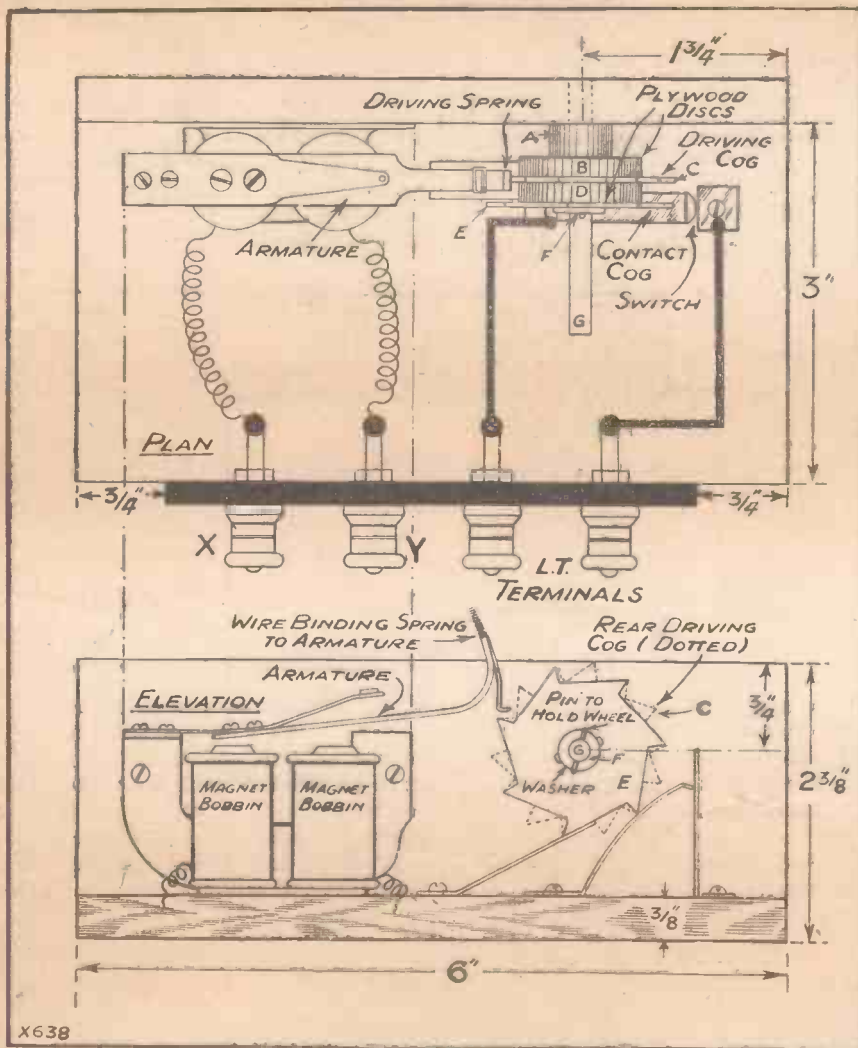 1 3/4"
DRIVING SPRING
PLYWOOD
DISCS
DRIVING
COG
A
B
C
D
E
F
G
ARMATURE
CONTACT
COG
SWITCH
3"
PLAN
3/4"
3/4"
X
Y
L.T.
TERMINALS
WIRE BINDING SPRING
TO ARMATURE
REAR DRIVING
COG (DOTTED)
ARMATURE
ELEVATION
PIN TO
HOLD WHEEL
C
3/4"
G
F
E
WASHER
MAGNET
BOBBIN
MAGNET
BOBBIN
2 3/8"
3/8"
6"
X638